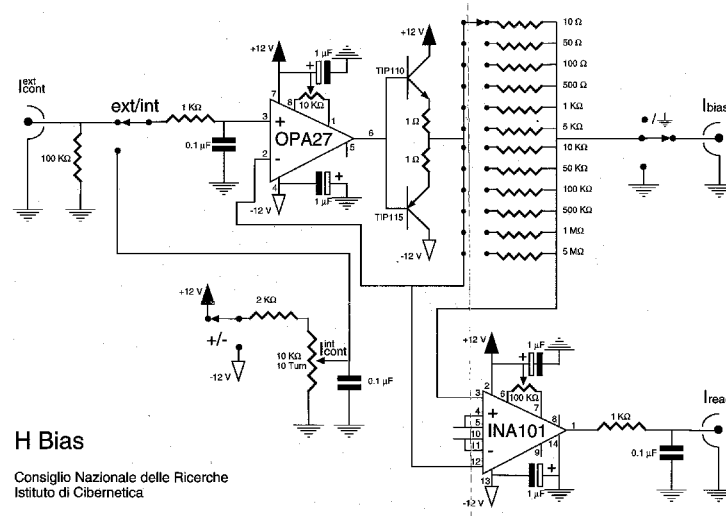 I ext cont
ext/int
1 KΩ
100 KΩ
0.1 µF
+12 V
1 µF
+
7
8
10 KΩ
1
3
+
OPA27
6
2
-
5
4
+
1 µF
-12 V
+12 V
TIP110
1 Ω
1 Ω
TIP115
-12 V
10 Ω
50 Ω
100 Ω
500 Ω
1 KΩ
5 KΩ
10 KΩ
50 KΩ
100 KΩ
500 KΩ
1 MΩ
5 MΩ
/
I bias
+12 V
+/-
-12 V
2 KΩ
10 KΩ
10 Turn
I int cont
0.1 µF
+12 V
1 µF
+
2
6
100 KΩ
7
3
4
+
5
10
11
-
12
INA101
8
1
14
9
13
+
1 µF
-12 V
1 KΩ
0.1 µF
I read
H Bias
Consiglio Nazionale delle Ricerche
Istituto di Cibernetica